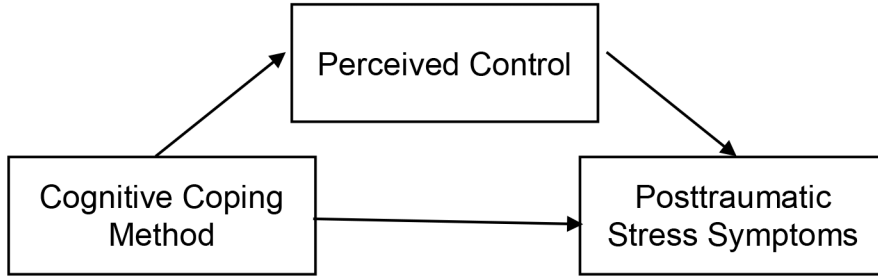 Perceived Control
Cognitive Coping
Method
Posttraumatic
Stress Symptoms